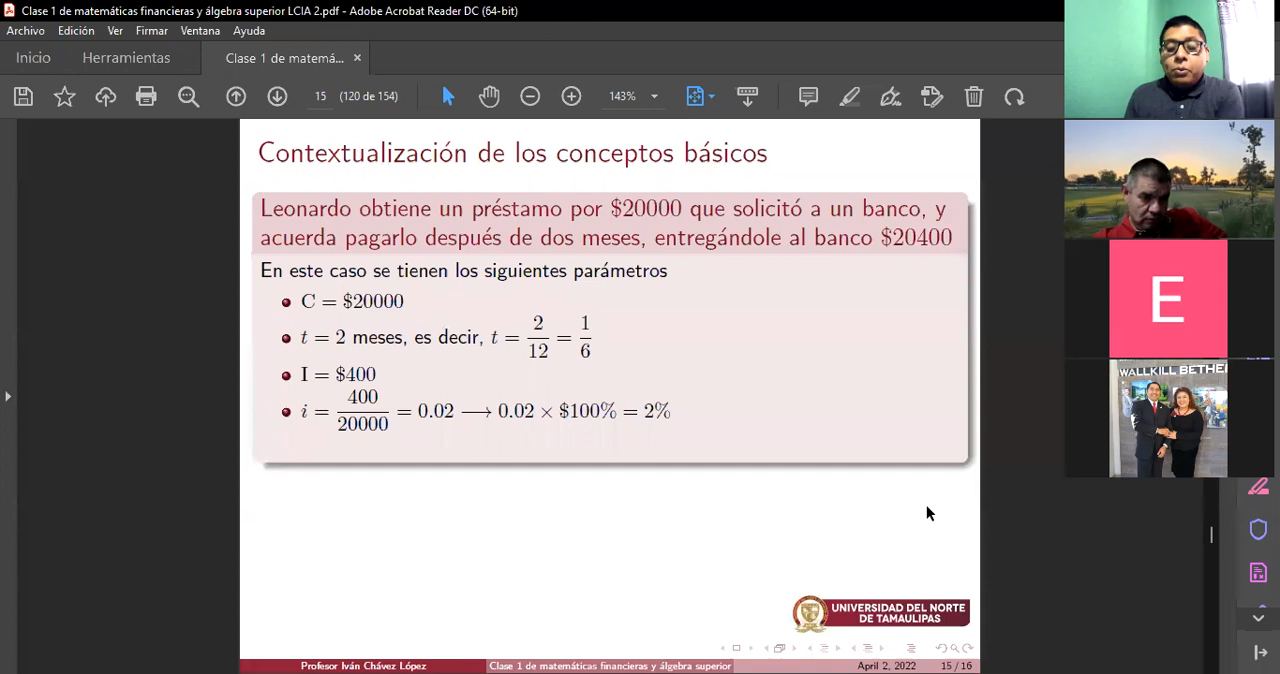 Clase 1 de matemáticas financieras y álgebra superior LCIA 2.pdf - Adobe Acrobat Reader DC (64-bit)
Archivo Edición Ver Firmar Ventana Ayuda
Inicio Herramientas Clase 1 de matemá... ×
15 (120 de 154) 143%
Contextualización de los conceptos básicos
Leonardo obtiene un préstamo por $20000 que solicitó a un banco, y
acuerda pagarlo después de dos meses, entregándole al banco $20400
En este caso se tienen los siguientes parámetros
C = $20000
t = 2 meses, es decir, t = 2/12 = 1/6
I = $400
i = 400/20000 = 0.02 → 0.02 × $100% = 2%
E
WALLKILL BETHE
UNIVERSIDAD DEL NORTE
DE TAMAULIPAS
Profesor Iván Chávez López Clase 1 de matemáticas financieras y álgebra superior April 2, 2022 15 / 16